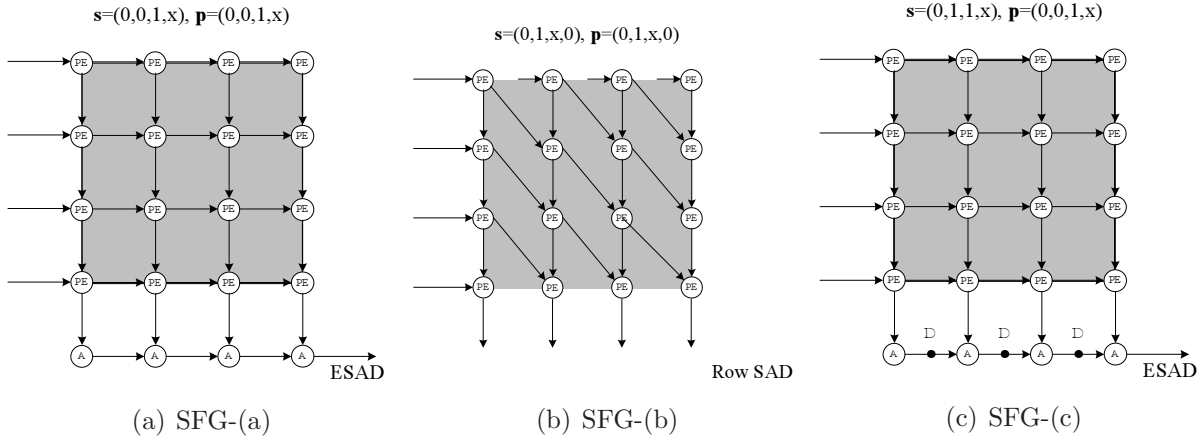 s=(0,0,1,x), p=(0,0,1,x)
PE PE PE PE
PE PE PE PE
PE PE PE PE
PE PE PE PE
A A A A
ESAD
(a) SFG-(a)
s=(0,1,x,0), p=(0,1,x,0)
PE PE PE PE
PE PE PE PE
PE PE PE PE
PE PE PE PE
Row SAD
(b) SFG-(b)
s=(0,1,1,x), p=(0,0,1,x)
PE PE PE PE
PE PE PE PE
PE PE PE PE
PE PE PE PE
D D D
A A A A
ESAD
(c) SFG-(c)